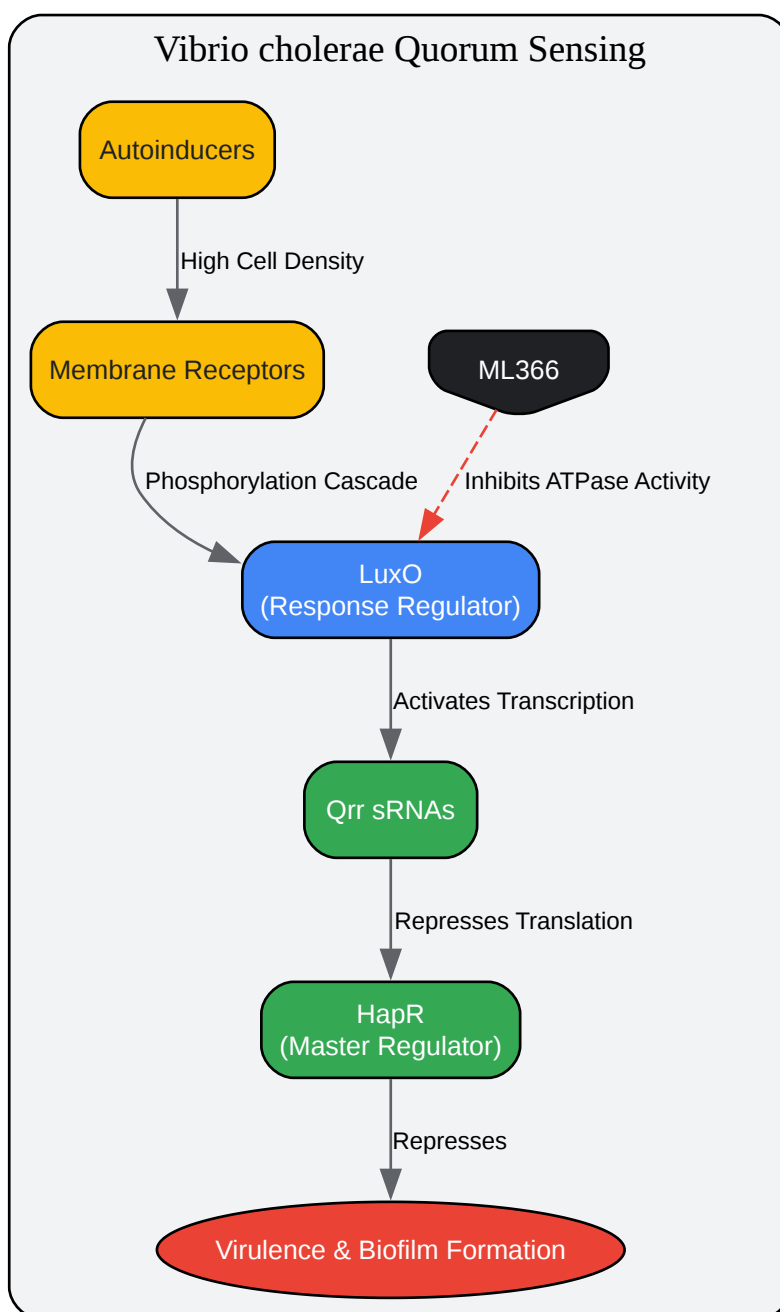 Vibrio cholerae Quorum Sensing
Autoinducers
High Cell Density
Membrane Receptors
ML366
Phosphorylation Cascade
Inhibits ATPase Activity
LuxO
(Response Regulator)
Activates Transcription
Qrr sRNAs
Represses Translation
HapR
(Master Regulator)
Represses
Virulence & Biofilm Formation